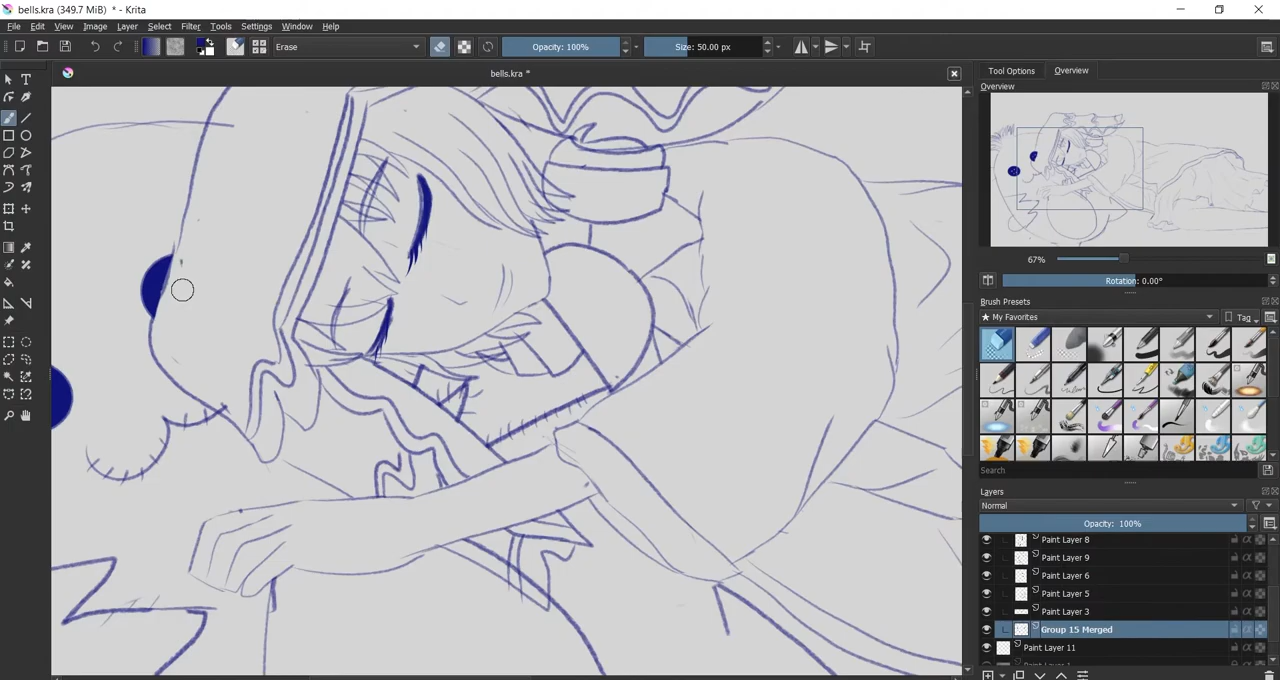 bells.kra (349.7 MiB) * - Krita
File Edit View Image Layer Select Filter Tools Settings Window Help
Erase
Opacity: 100%
Size: 50.00 px
bells.kra *
Tool Options Overview
Overview
67%
Rotation: 0.00°
Brush Presets
My Favorites
Tag
Search
Layers
Normal
Opacity: 100%
Paint Layer 8
Paint Layer 9
Paint Layer 6
Paint Layer 5
Paint Layer 3
Group 15 Merged
Paint Layer 11